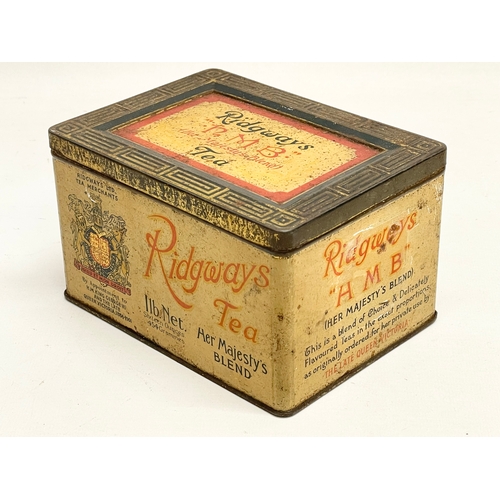 Ridgways
"H.M.B"
Tea
RIDGWAYS LTD.
TEA MERCHANTS
Ridgways
Tea
1lb. Net.
Her Majesty's
BLEND
Ridgways
"H M B"
(HER MAJESTY'S BLEND)
This is a blend of Choice & Delicately
Flavoured teas in the exact proportions
as originally ordered for her private use by
THE LATE QUEEN VICTORIA